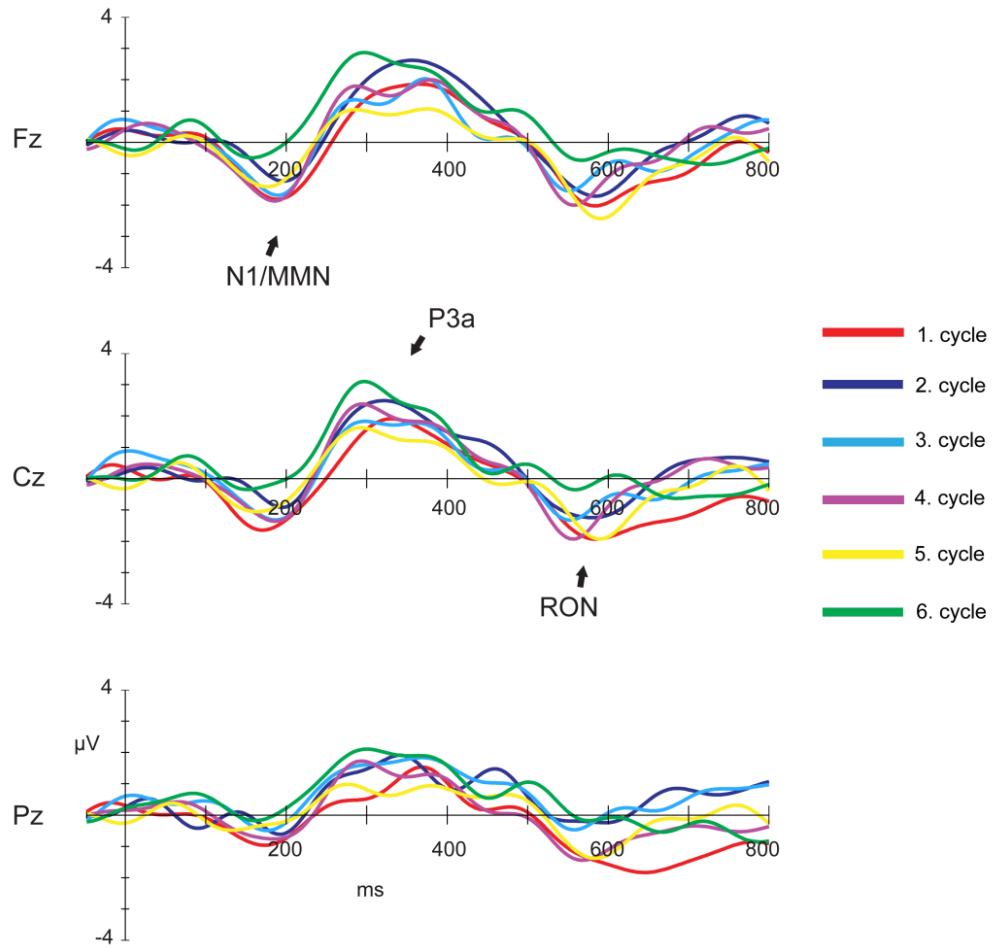 4
Fz
200
400
600
800
-4
N1/MMN
P3a
4
Cz
200
400
600
800
-4
RON
1. cycle
2. cycle
3. cycle
4. cycle
5. cycle
6. cycle
4
µV
Pz
200
400
600
800
ms
-4